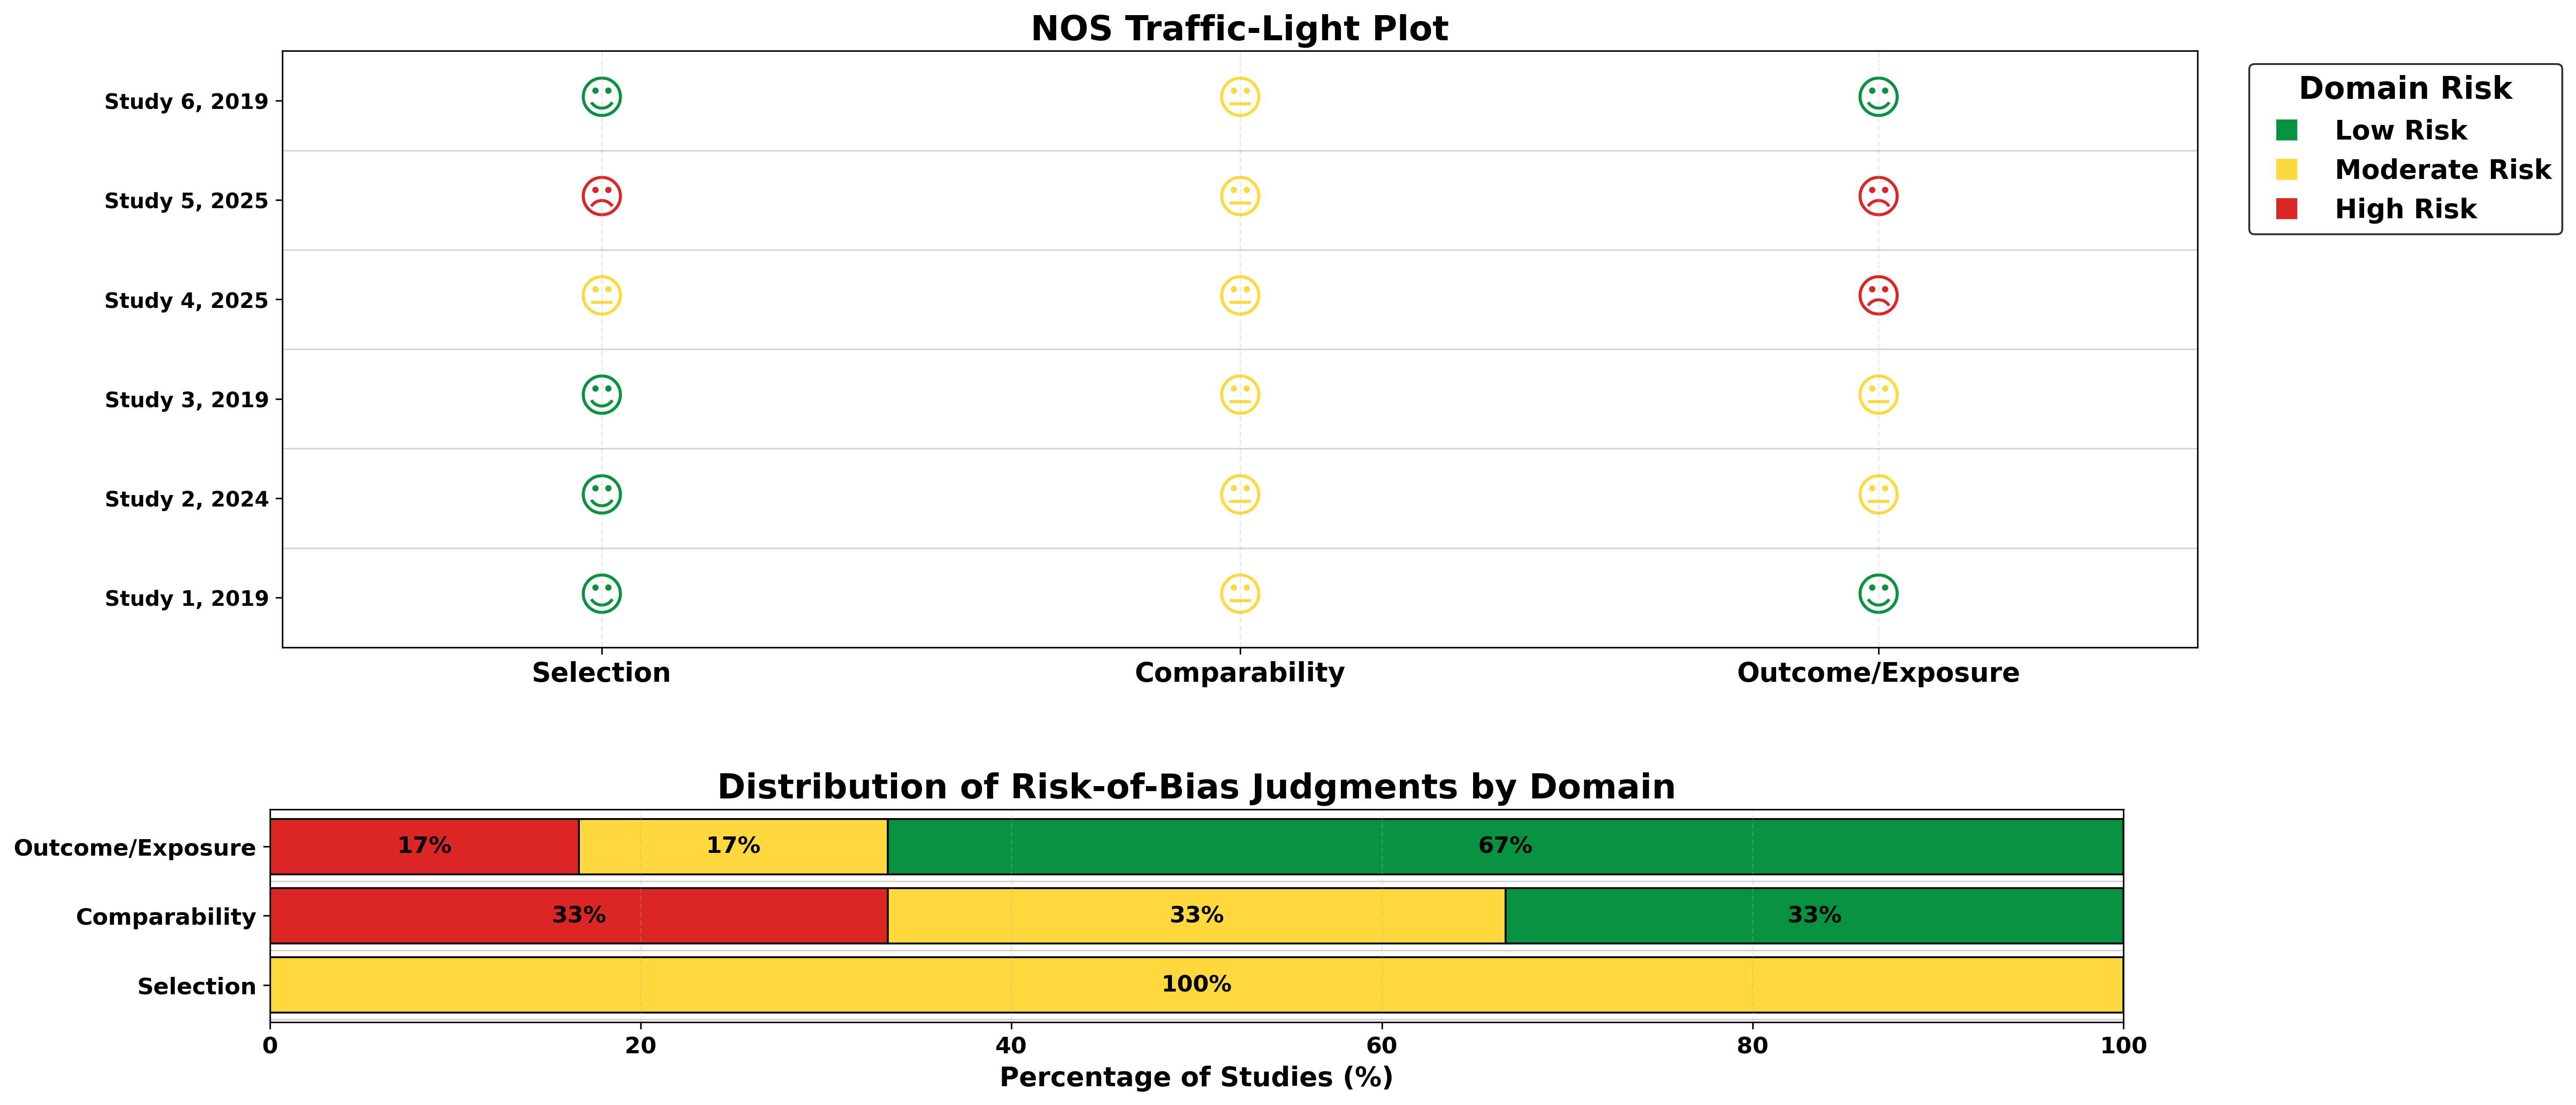 NOS Traffic-Light Plot
Study 6, 2019
Study 5, 2025
Study 4, 2025
Study 3, 2019
Study 2, 2024
Study 1, 2019
Selection
Comparability
Outcome/Exposure
Domain Risk
Low Risk
Moderate Risk
High Risk
Distribution of Risk-of-Bias Judgments by Domain
Outcome/Exposure 17% 17% 67%
Comparability 33% 33% 33%
Selection 100%
0 20 40 60 80 100
Percentage of Studies (%)